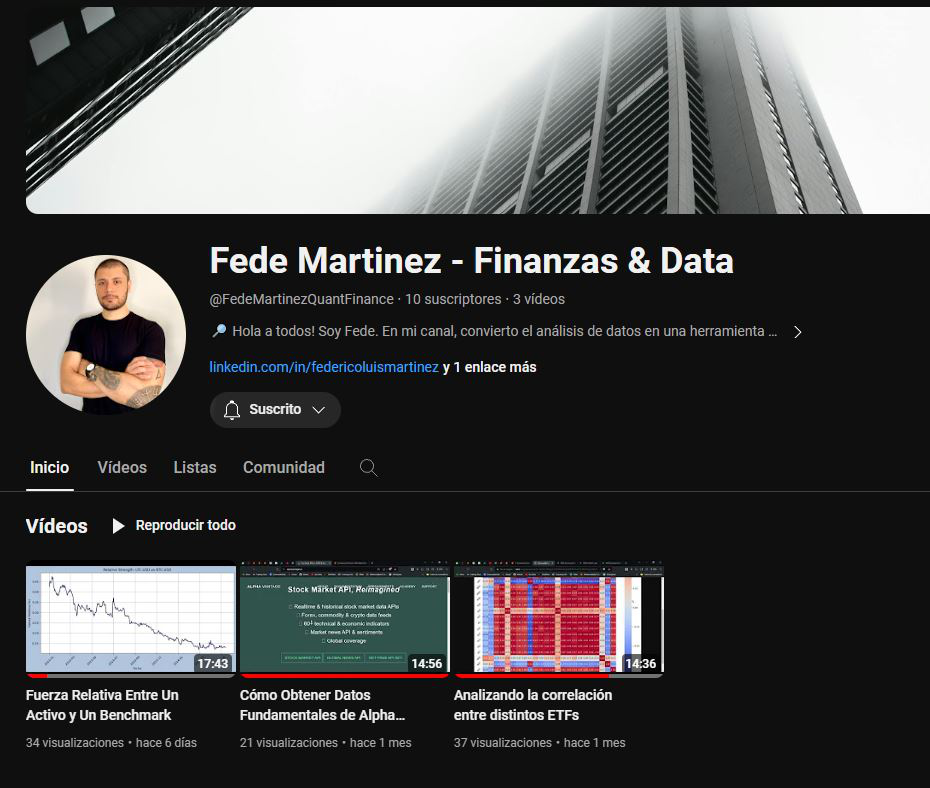 Fede Martinez - Finanzas & Data
@FedeMartinezQuantFinance · 10 suscriptores · 3 vídeos
🔎 Hola a todos! Soy Fede. En mi canal, convierto el análisis de datos en una herramienta ...
linkedin.com/in/federicoluismartinez y 1 enlace más
Suscrito
Inicio Vídeos Listas Comunidad
Vídeos Reproducir todo
ALPHA VANTAGE
Stock Market API, Reimagined
Realtime & historical stock market data APIs
Forex, commodity & crypto data feeds
60+ technical & economic indicators
Market news API & sentiments
Global coverage
17:43 14:56 14:36
Fuerza Relativa Entre Un
Activo y Un Benchmark
34 visualizaciones • hace 6 días
Cómo Obtener Datos
Fundamentales de Alpha...
21 visualizaciones • hace 1 mes
Analizando la correlación
entre distintos ETFs
37 visualizaciones • hace 1 mes